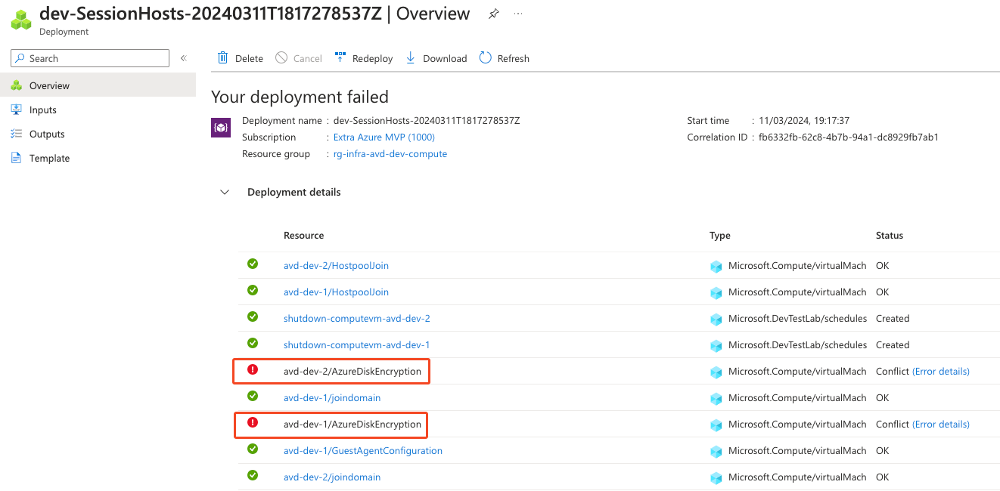 dev-SessionHosts-20240311T1817278537Z | Overview
Deployment
Search
Delete Cancel Redeploy Download Refresh
Overview
Inputs
Outputs
Template
Your deployment failed
Deployment name : dev-SessionHosts-20240311T1817278537Z Start time : 11/03/2024, 19:17:37
Subscription : Extra Azure MVP (1000) Correlation ID : fb6332fb-62c8-4b7b-94a1-dc8929fb7ab1
Resource group : rg-infra-avd-dev-compute
Deployment details
Resource Type Status
avd-dev-2/HostpoolJoin Microsoft.Compute/virtualMach OK
avd-dev-1/HostpoolJoin Microsoft.Compute/virtualMach OK
shutdown-computevm-avd-dev-2 Microsoft.DevTestLab/schedules Created
shutdown-computevm-avd-dev-1 Microsoft.DevTestLab/schedules Created
avd-dev-2/AzureDiskEncryption Microsoft.Compute/virtualMach Conflict (Error details)
avd-dev-1/joindomain Microsoft.Compute/virtualMach OK
avd-dev-1/AzureDiskEncryption Microsoft.Compute/virtualMach Conflict (Error details)
avd-dev-1/GuestAgentConfiguration Microsoft.Compute/virtualMach OK
avd-dev-2/joindomain Microsoft.Compute/virtualMach OK